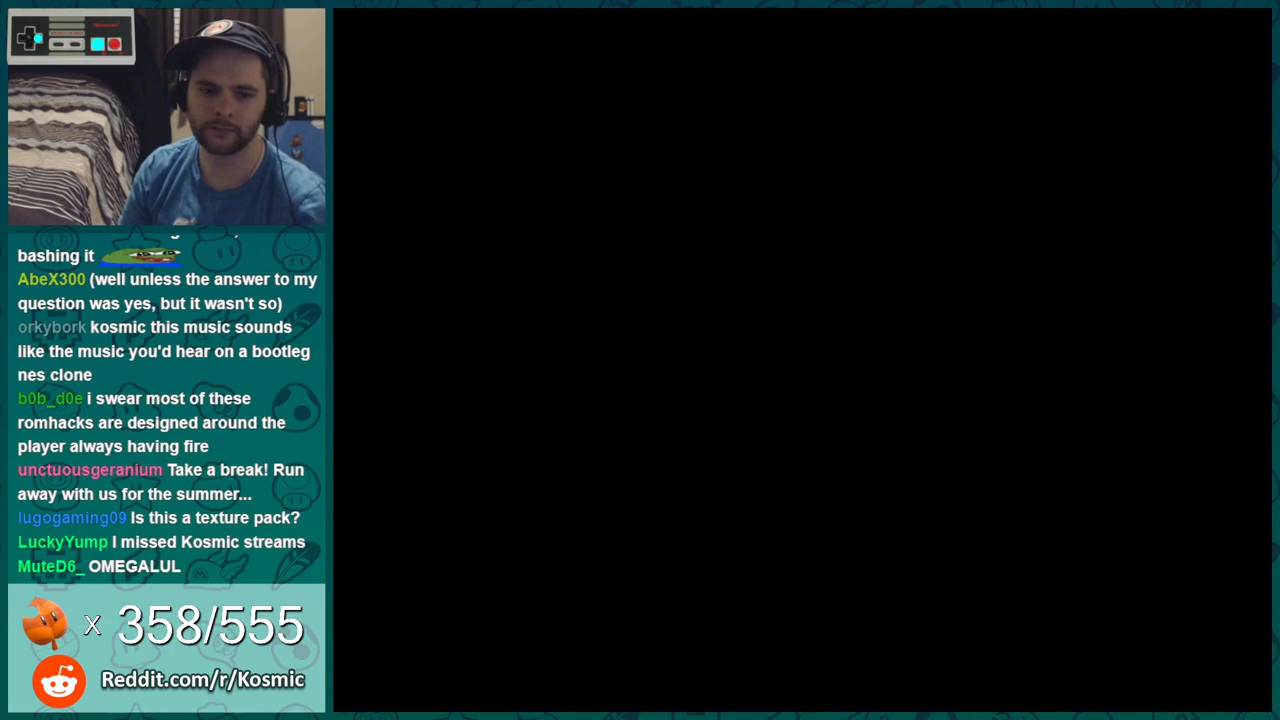 bashing it
AbeX300 (well unless the answer to my
question was yes, but it wasn't so)
orkybork kosmic this music sounds
like the music you'd hear on a bootleg
nes clone
b0b_d0e i swear most of these
romhacks are designed around the
player always having fire
unctuousgeranium Take a break! Run
away with us for the summer...
lugogaming09 Is this a texture pack?
LuckyYump I missed Kosmic streams
MuteD6_ OMEGALUL
x 358/555
Reddit.com/r/Kosmic